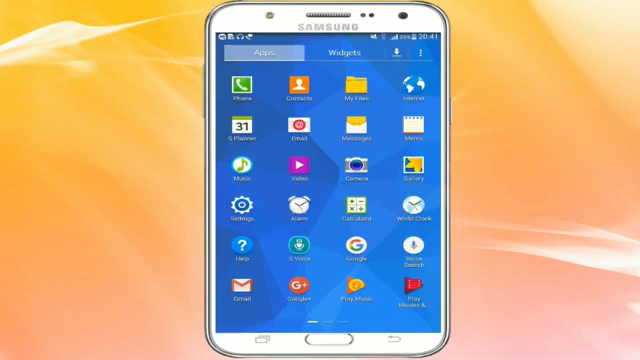 SAMSUNG
20:41
Apps
Widgets
Phone
Contacts
My Files
Internet
31
S Planner
Email
Messages
Memo
Music
Video
Camera
Gallery
Settings
Alarm
Calculator
World Clock
Help
S Voice
Google
Voice
Search
Gmail
Google+
Play Music
Play
Movies &